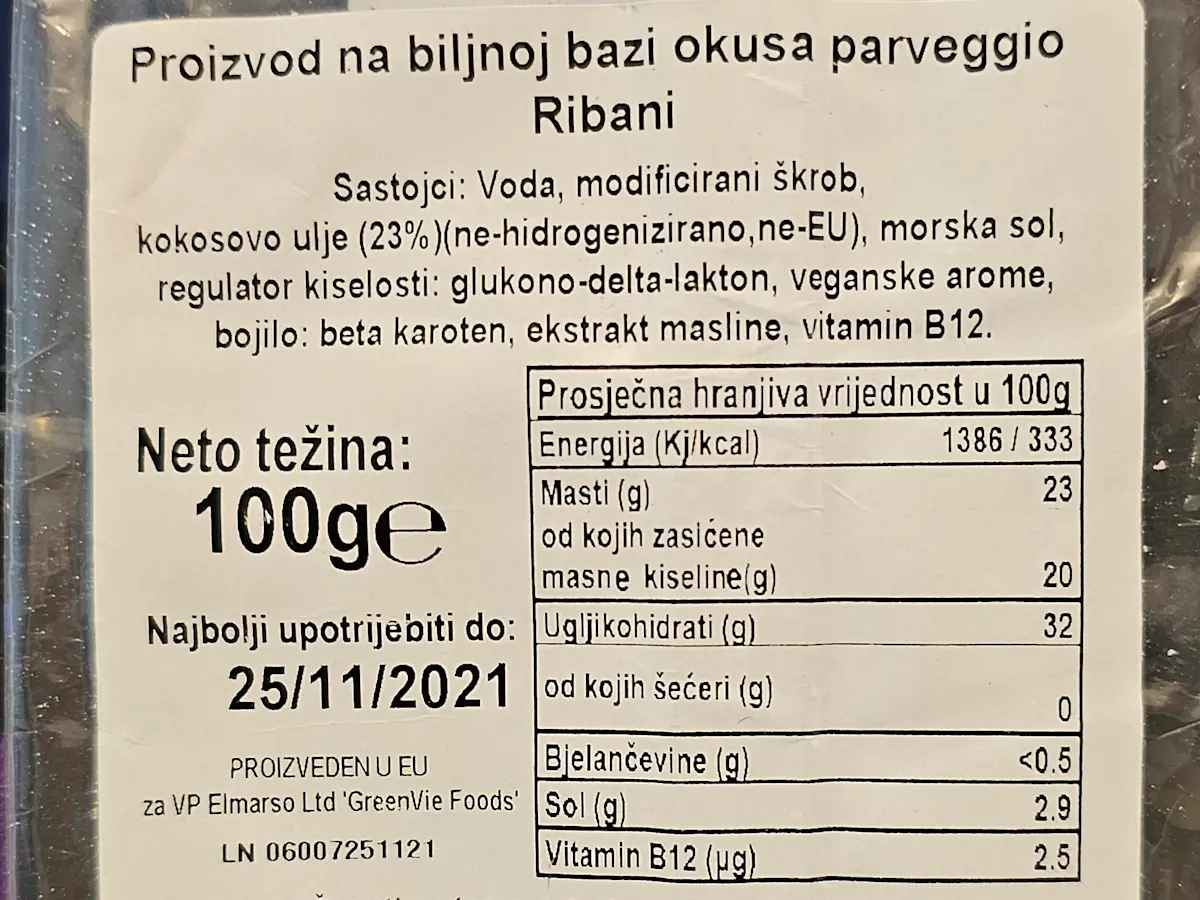 Proizvod na biljnoj bazi okusa parveggio
Ribani
Sastojci: Voda, modificirani škrob,
kokosovo ulje (23%)(ne-hidrogenizirano,ne-EU), morska sol,
regulator kiselosti: glukono-delta-lakton, veganske arome,
bojilo: beta karoten, ekstrakt masline, vitamin B12.
Neto težina:
100g℮
Najbolji upotrijebiti do:
25/11/2021
PROIZVEDEN U EU
za VP Elmarso Ltd 'GreenVie Foods'
LN 06007251121
Prosječna hranjiva vrijednost u 100g
Energija (Kj/kcal) 1386 / 333
Masti (g) 23
od kojih zasićene
masne kiseline(g) 20
Ugljikohidrati (g) 32
od kojih šećeri (g) 0
Bjelančevine (g) <0.5
Sol (g) 2.9
Vitamin B12 (µg) 2.5